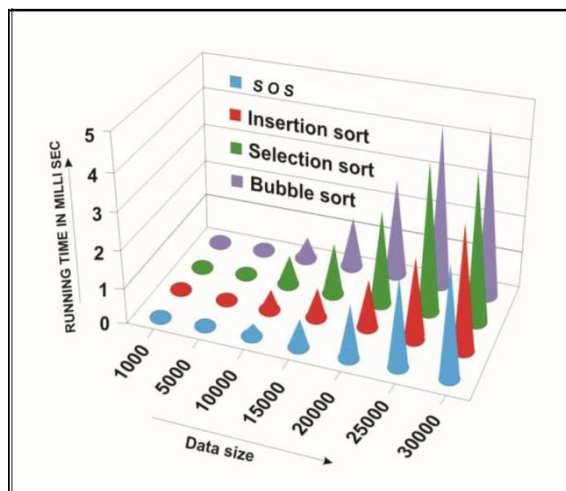 S O S
Insertion sort
Selection sort
Bubble sort
RUNNING TIME IN MILLI SEC
5
4
3
2
1
0
1000
5000
10000
15000
20000
25000
30000
Data size